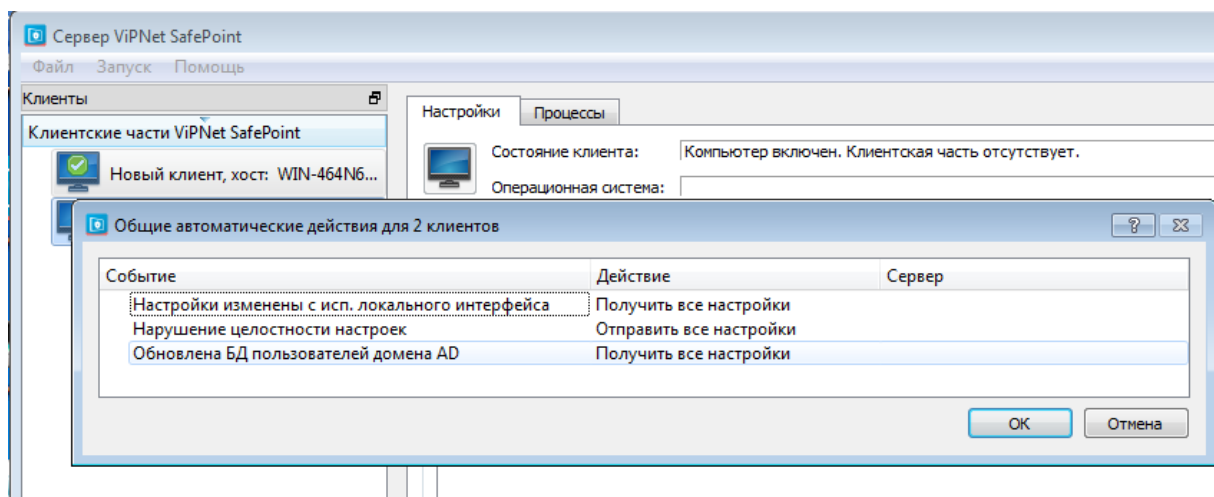 Сервер ViPNet SafePoint
Файл Запуск Помощь
Клиенты
Настройки Процессы
Клиентские части ViPNet SafePoint
Состояние клиента: Компьютер включен. Клиентская часть отсутствует.
Новый клиент, хост: WIN-464N6...
Операционная система:
Общие автоматические действия для 2 клиентов
Событие Действие Сервер
Настройки изменены с исп. локального интерфейса Получить все настройки
Нарушение целостности настроек Отправить все настройки
Обновлена БД пользователей домена AD Получить все настройки
ОК Отмена